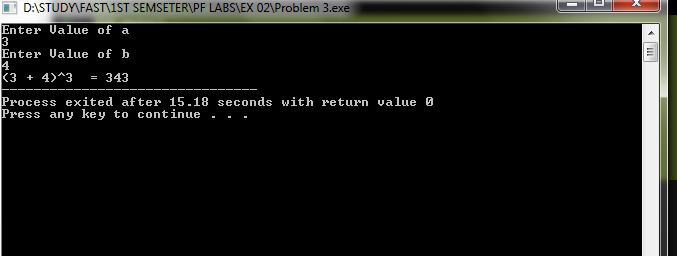 D:\STUDY\FAST\1ST SEMSETER\PF LABS\EX 02\Problem 3.exe
Enter Value of a
3
Enter Value of b
4
(3 + 4)^3  = 343
--------------------------------
Process exited after 15.18 seconds with return value 0
Press any key to continue . . .